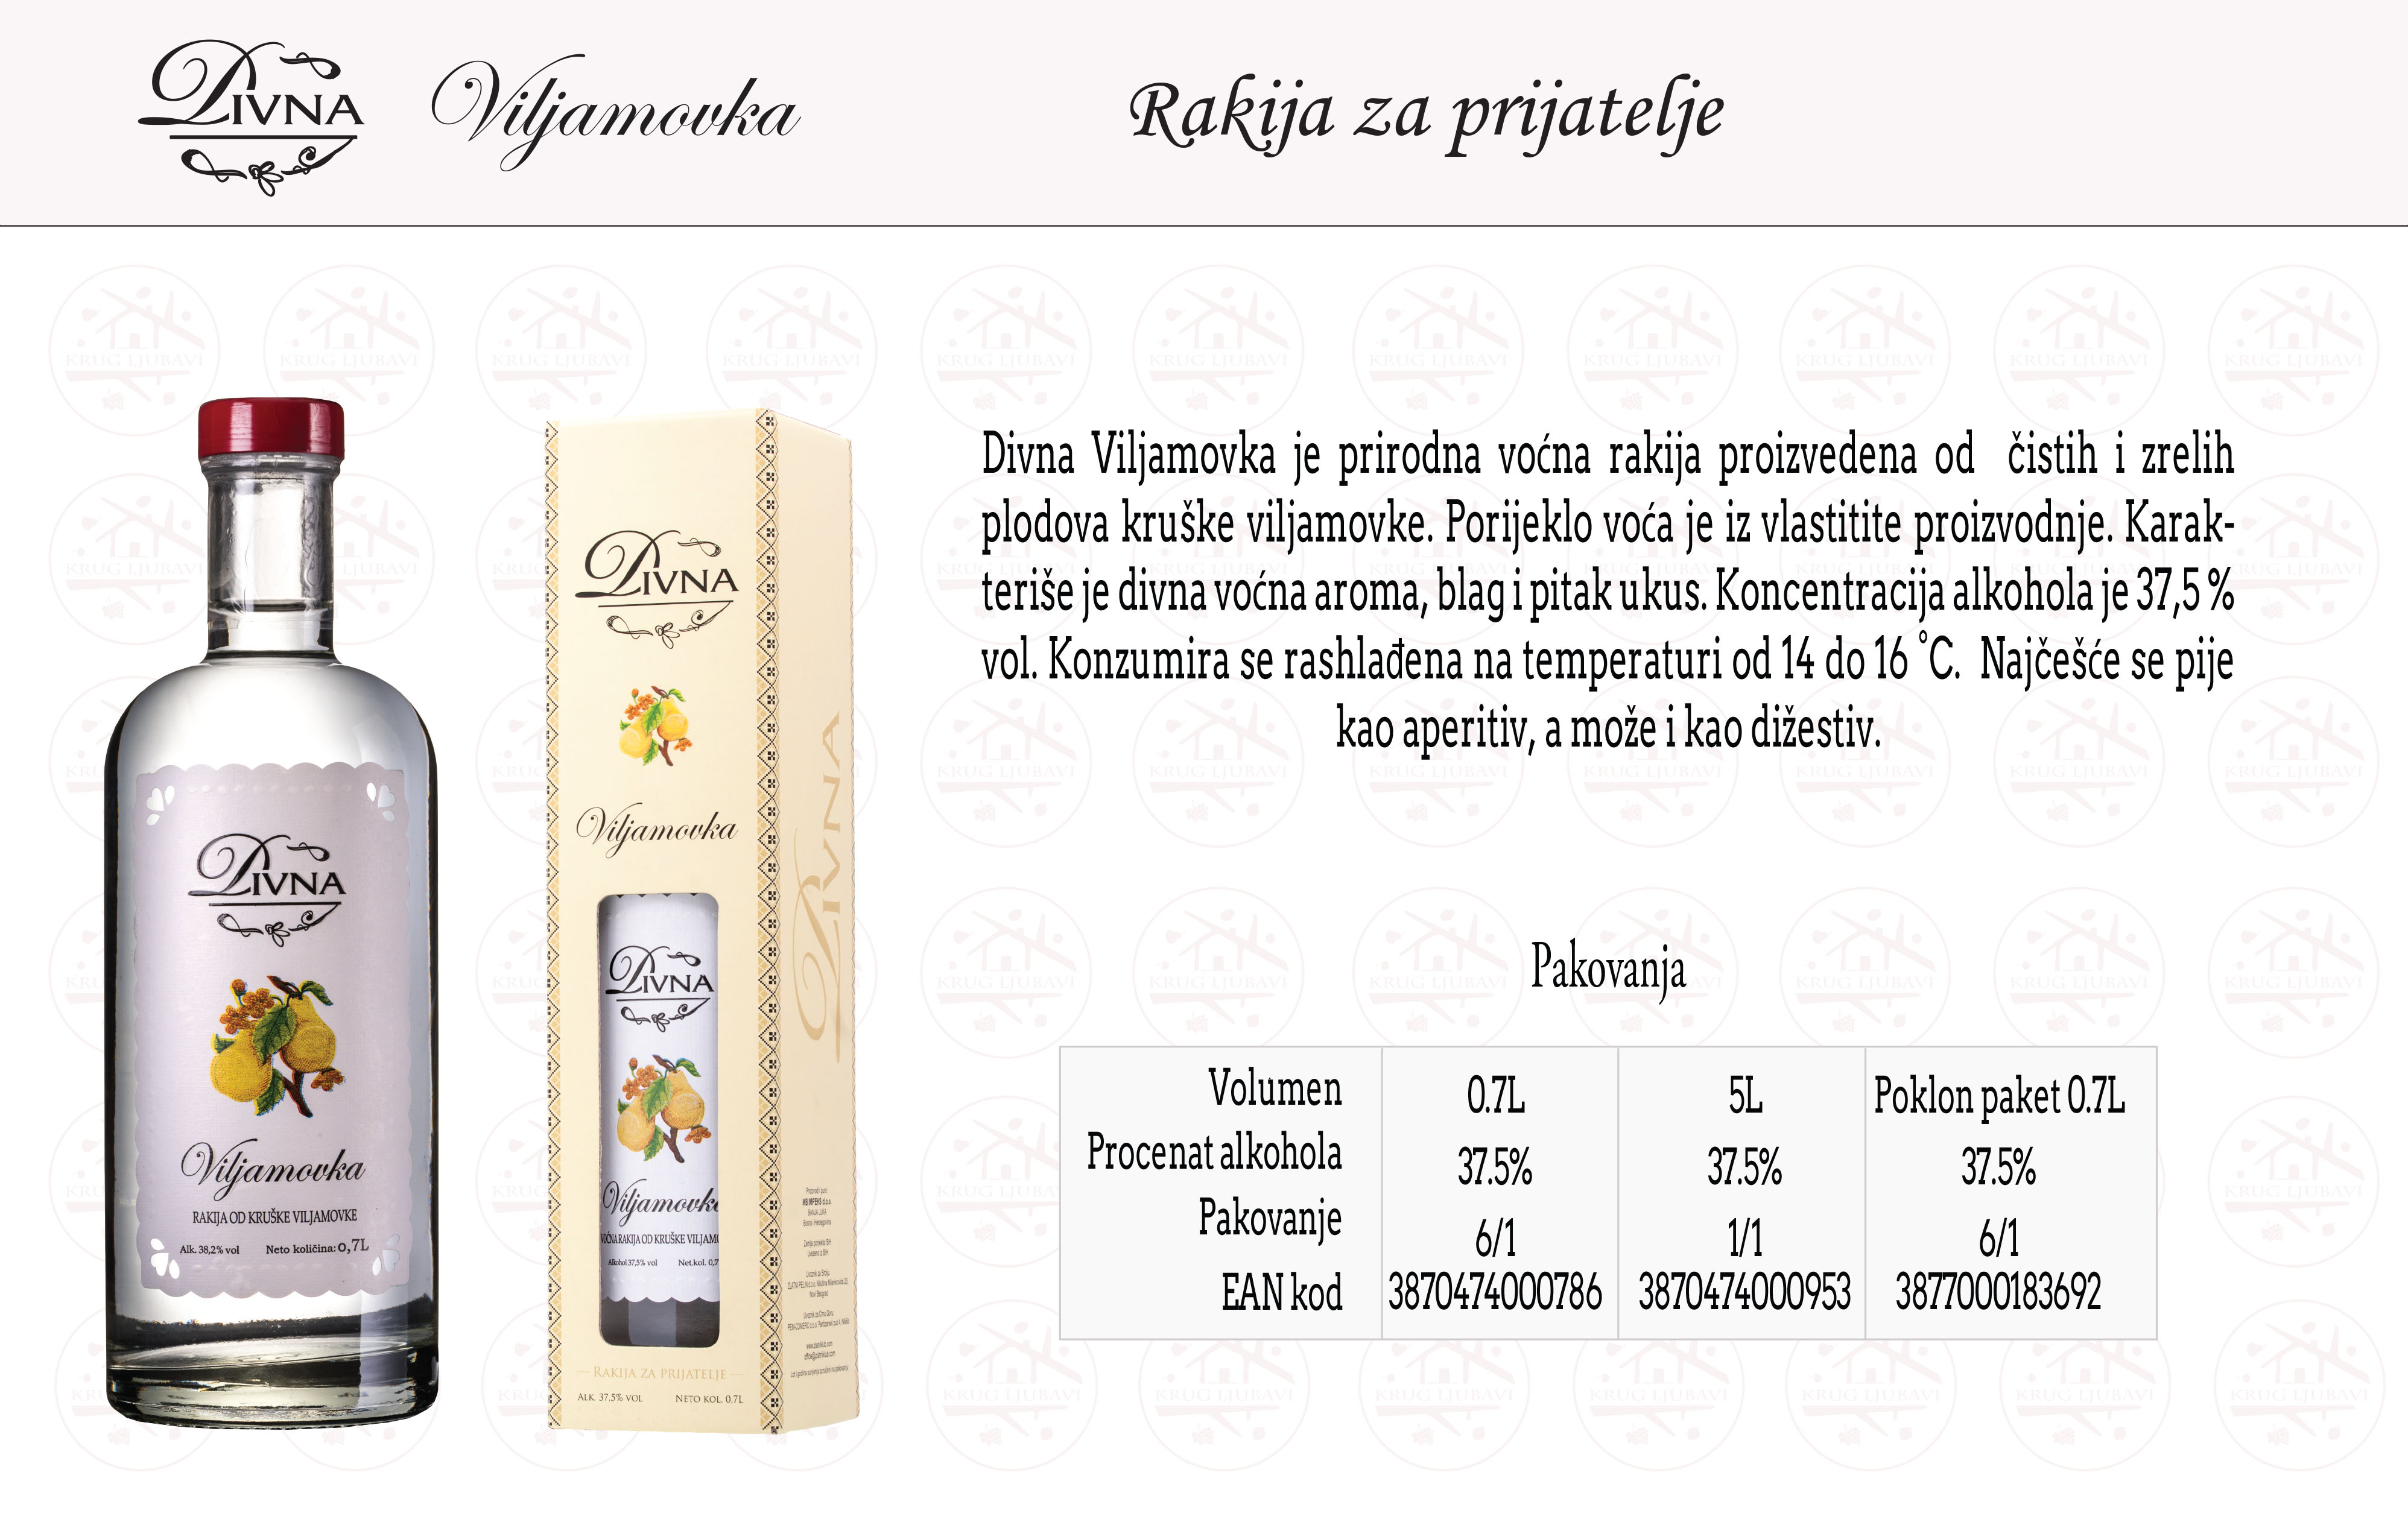 DIVNA
Viljamovka
Rakija za prijatelje
Divna Viljamovka je prirodna voćna rakija proizvedena od čistih i zrelih
plodova kruške viljamovke. Porijeklo voća je iz vlastitite proizvodnje. Karak-
teriše je divna voćna aroma, blag i pitak ukus. Koncentracija alkohola je 37,5 %
vol. Konzumira se rashlađena na temperaturi od 14 do 16 °C. Najčešće se pije
kao aperitiv, a može i kao dižestiv.
Pakovanja
Volumen 0.7L 5L Poklon paket 0.7L
Procenat alkohola 37.5% 37.5% 37.5%
Pakovanje 6/1 1/1 6/1
EAN kod 3870474000786 3870474000953 3877000183692
DIVNA
Viljamovka
RAKIJA OD KRUŠKE VILJAMOVKE
Alk. 38,2% vol Neto količina: 0,7L
DIVNA
Viljamovka
DIVNA
Viljamovka
VOĆNA RAKIJA OD KRUŠKE VILJAMO
Alkohol 37,5% vol Net.kol. 0,7
RAKIJA ZA PRIJATELJE
ALK. 37.5% VOL NETO KOL. 0.7L
DIVNA
KRUG LJUBAVI